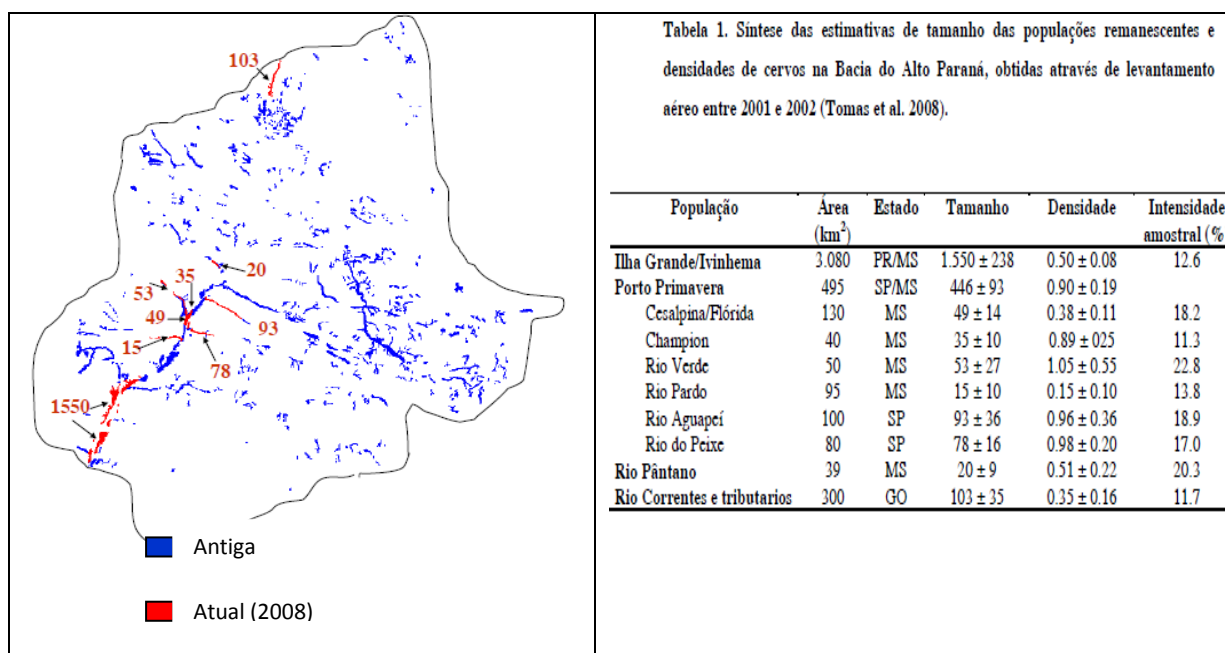 103
20
35
53
49
93
15
78
1550
Antiga
Atual (2008)
Tabela 1. Síntese das estimativas de tamanho das populações remanescentes e
densidades de cervos na Bacia do Alto Paraná, obtidas através de levantamento
aéreo entre 2001 e 2002 (Tomas et al. 2008).
População Área Estado Tamanho Densidade Intensidade
(km²) amostral (%
Ilha Grande/Ivinhema 3.080 PR/MS 1.550 ± 238 0.50 ± 0.08 12.6
Porto Primavera 495 SP/MS 446 ± 93 0.90 ± 0.19
Cesalpina/Flórida 130 MS 49 ± 14 0.38 ± 0.11 18.2
Champion 40 MS 35 ± 10 0.89 ± 025 11.3
Rio Verde 50 MS 53 ± 27 1.05 ± 0.55 22.8
Rio Pardo 95 MS 15 ± 10 0.15 ± 0.10 13.8
Rio Aguapeí 100 SP 93 ± 36 0.96 ± 0.36 18.9
Rio do Peixe 80 SP 78 ± 16 0.98 ± 0.20 17.0
Rio Pântano 39 MS 20 ± 9 0.51 ± 0.22 20.3
Rio Correntes e tributarios 300 GO 103 ± 35 0.35 ± 0.16 11.7